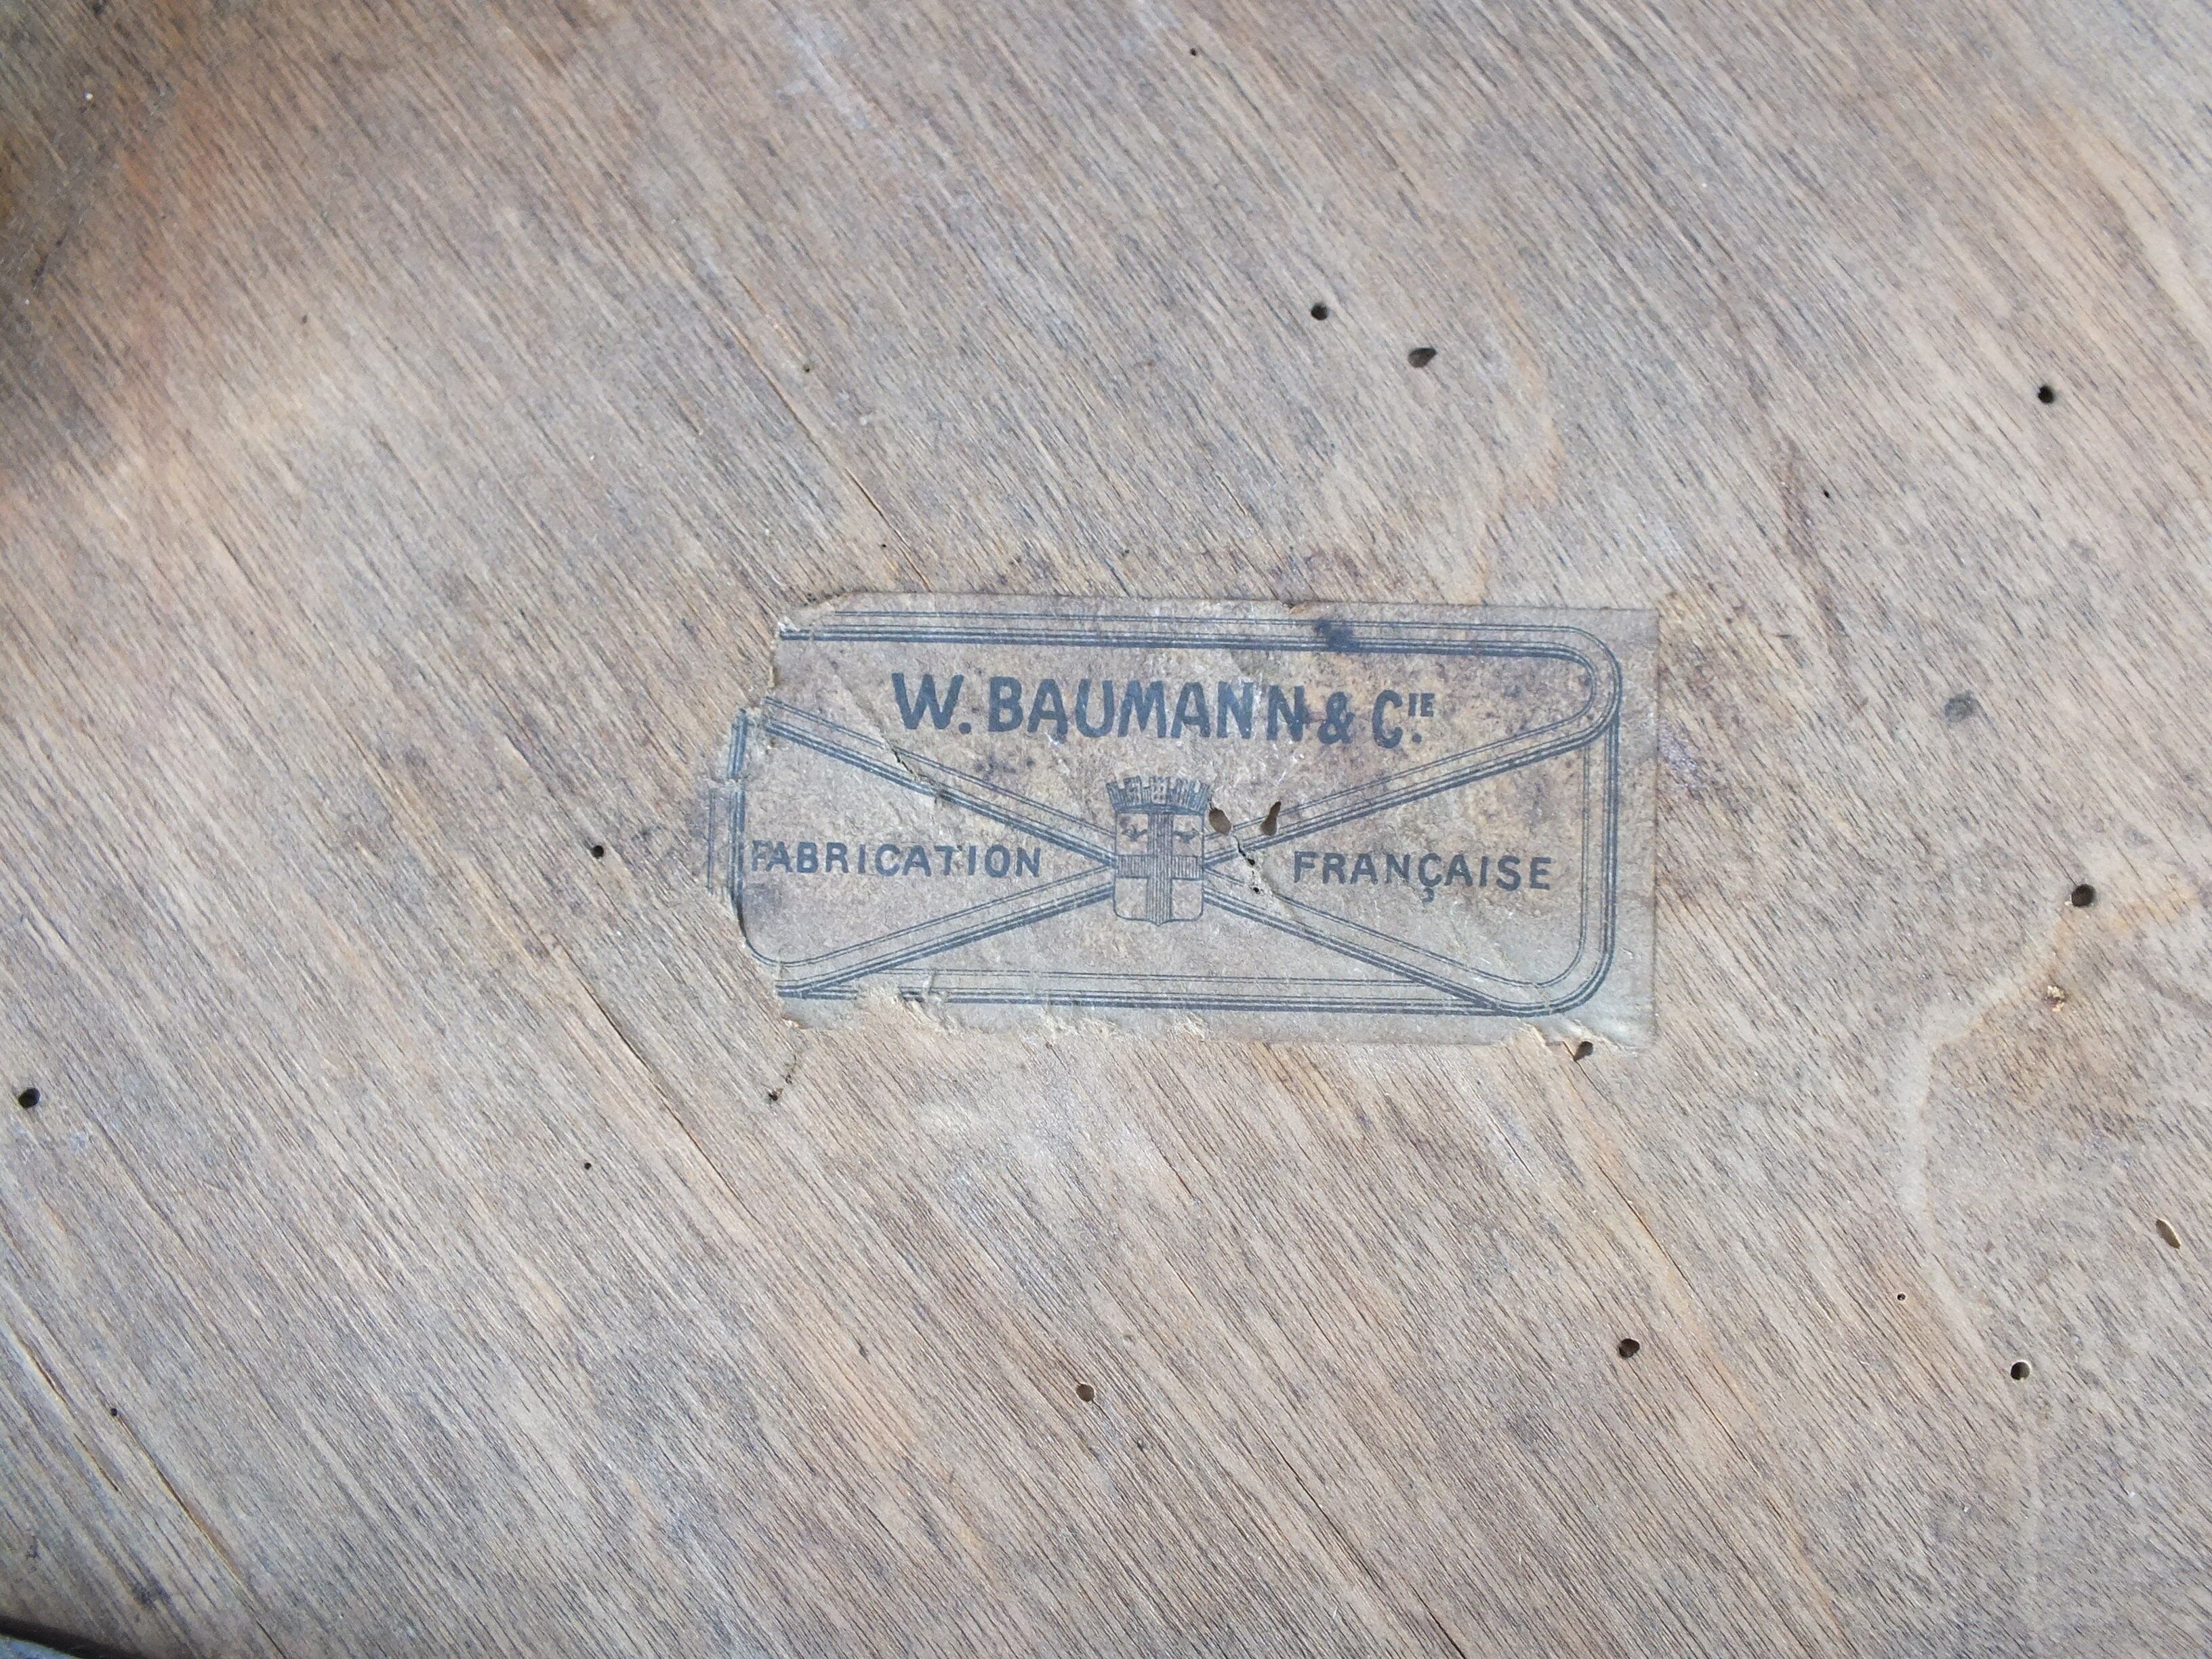 W. BAUMANN & CIE.
FABRICATION FRANÇAISE